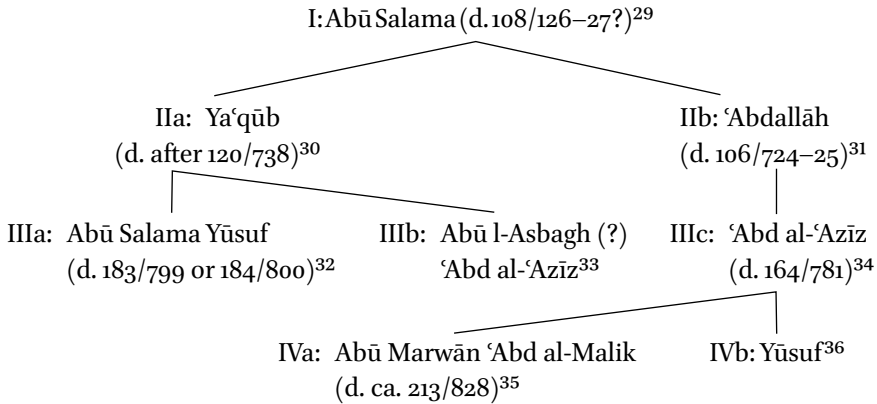 I: Abū Salama (d. 108/126–27?)²⁹
IIa: Yaʿqūb
(d. after 120/738)³⁰
IIb: ʿAbdallāh
(d. 106/724–25)³¹
IIIa: Abū Salama Yūsuf
(d. 183/799 or 184/800)³²
IIIb: Abū l-Asbagh (?)
ʿAbd al-ʿAzīz³³
IIIc: ʿAbd al-ʿAzīz
(d. 164/781)³⁴
IVa: Abū Marwān ʿAbd al-Malik
(d. ca. 213/828)³⁵
IVb: Yūsuf³⁶